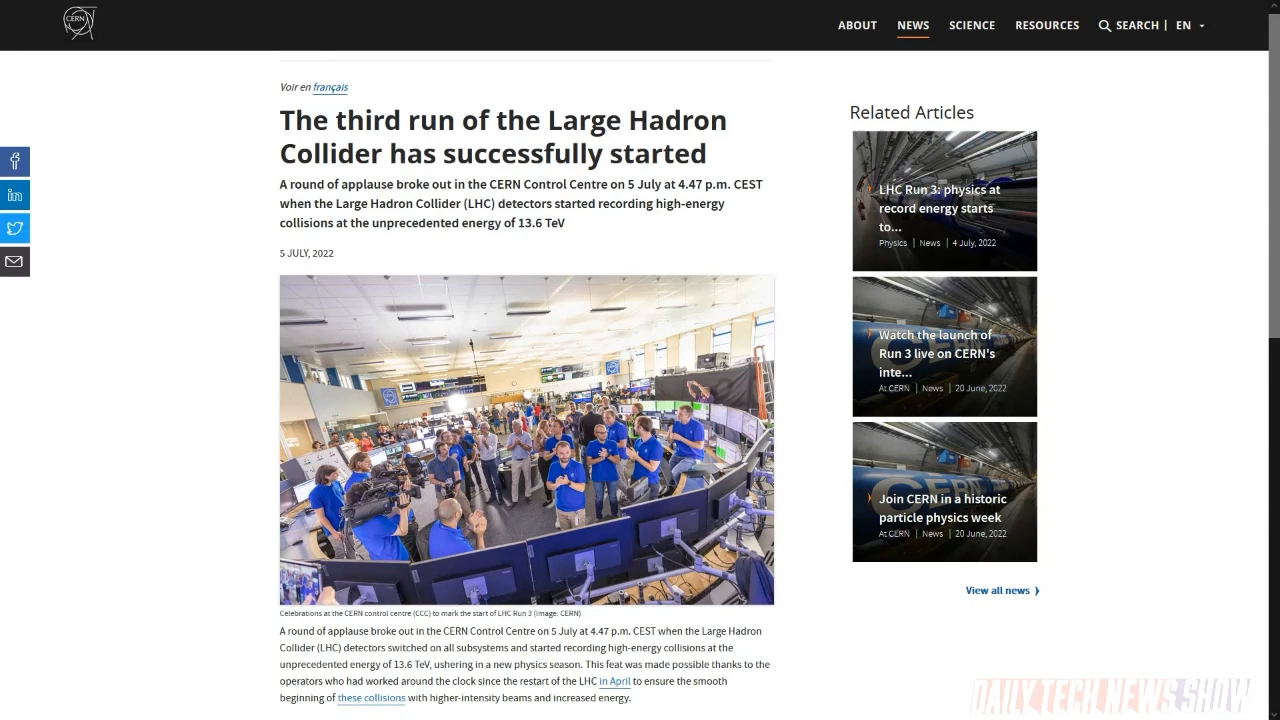 CERN
ABOUT NEWS SCIENCE RESOURCES SEARCH | EN
Voir en français
The third run of the Large Hadron
Collider has successfully started
A round of applause broke out in the CERN Control Centre on 5 July at 4.47 p.m. CEST
when the Large Hadron Collider (LHC) detectors started recording high-energy
collisions at the unprecedented energy of 13.6 TeV
5 JULY, 2022
Celebrations at the CERN control centre (CCC) to mark the start of LHC Run 3 (Image: CERN)
A round of applause broke out in the CERN Control Centre on 5 July at 4.47 p.m. CEST when the Large Hadron
Collider (LHC) detectors switched on all subsystems and started recording high-energy collisions at the
unprecedented energy of 13.6 TeV, ushering in a new physics season. This feat was made possible thanks to the
operators who had worked around the clock since the restart of the LHC in April to ensure the smooth
beginning of these collisions with higher-intensity beams and increased energy.
Related Articles
LHC Run 3: physics at
record energy starts
to...
Physics | News | 4 July, 2022
Watch the launch of
Run 3 live on CERN's
inte...
At CERN | News | 20 June, 2022
Join CERN in a historic
particle physics week
At CERN | News | 20 June, 2022
View all news
DAILY TECH NEWS SHOW